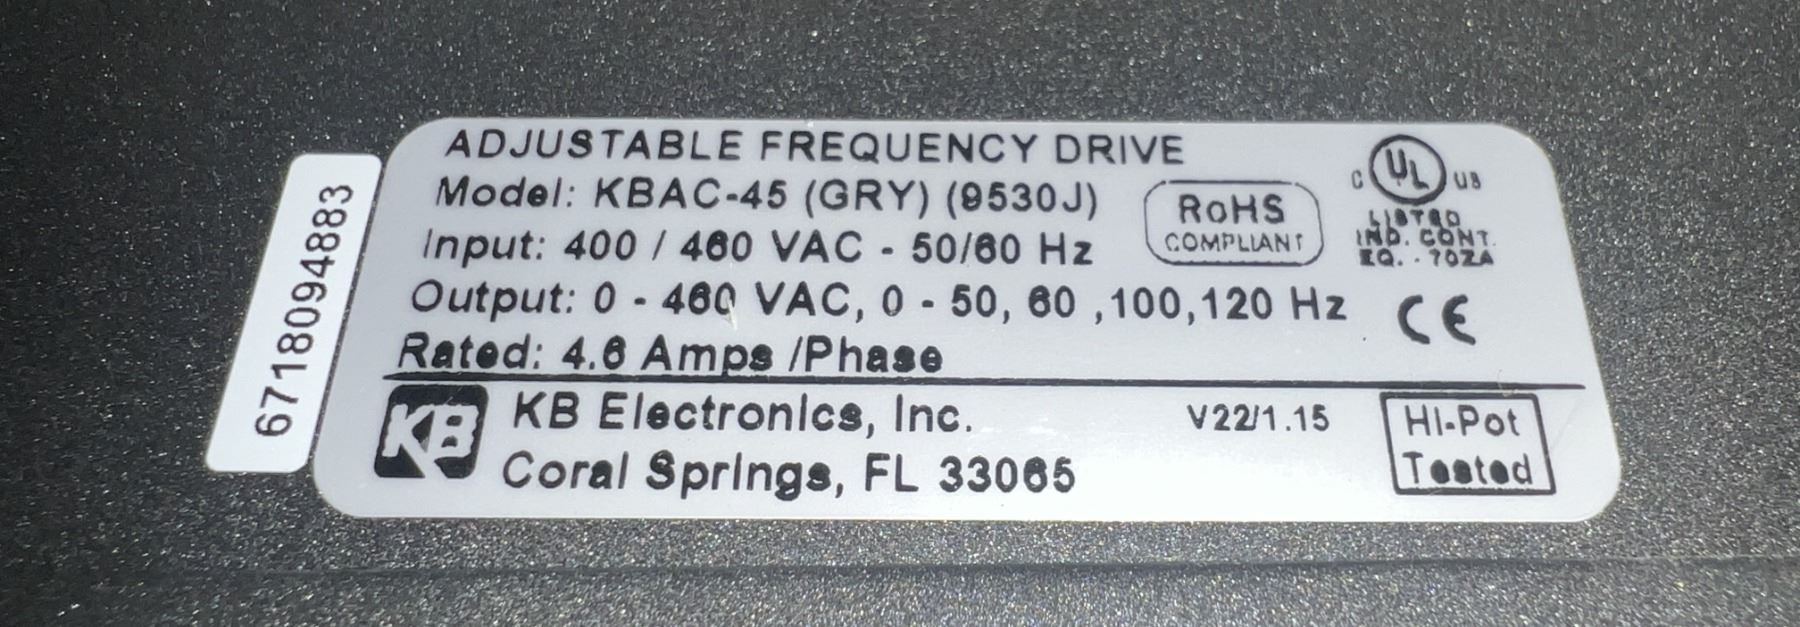 6718094883
ADJUSTABLE FREQUENCY DRIVE
Model: KBAC-45 (GRY) (9530J)
Input: 400 / 460 VAC - 50/60 Hz
Output: 0 - 460 VAC, 0 - 50, 60 ,100,120 Hz
Rated: 4.6 Amps /Phase
RoHS
COMPLIANT
C UL US
LISTED
IND. CONT.
EQ. - 70ZA
CE
KB
KB Electronics, Inc.
Coral Springs, FL 33065
V22/1.15
Hi-Pot
Tested